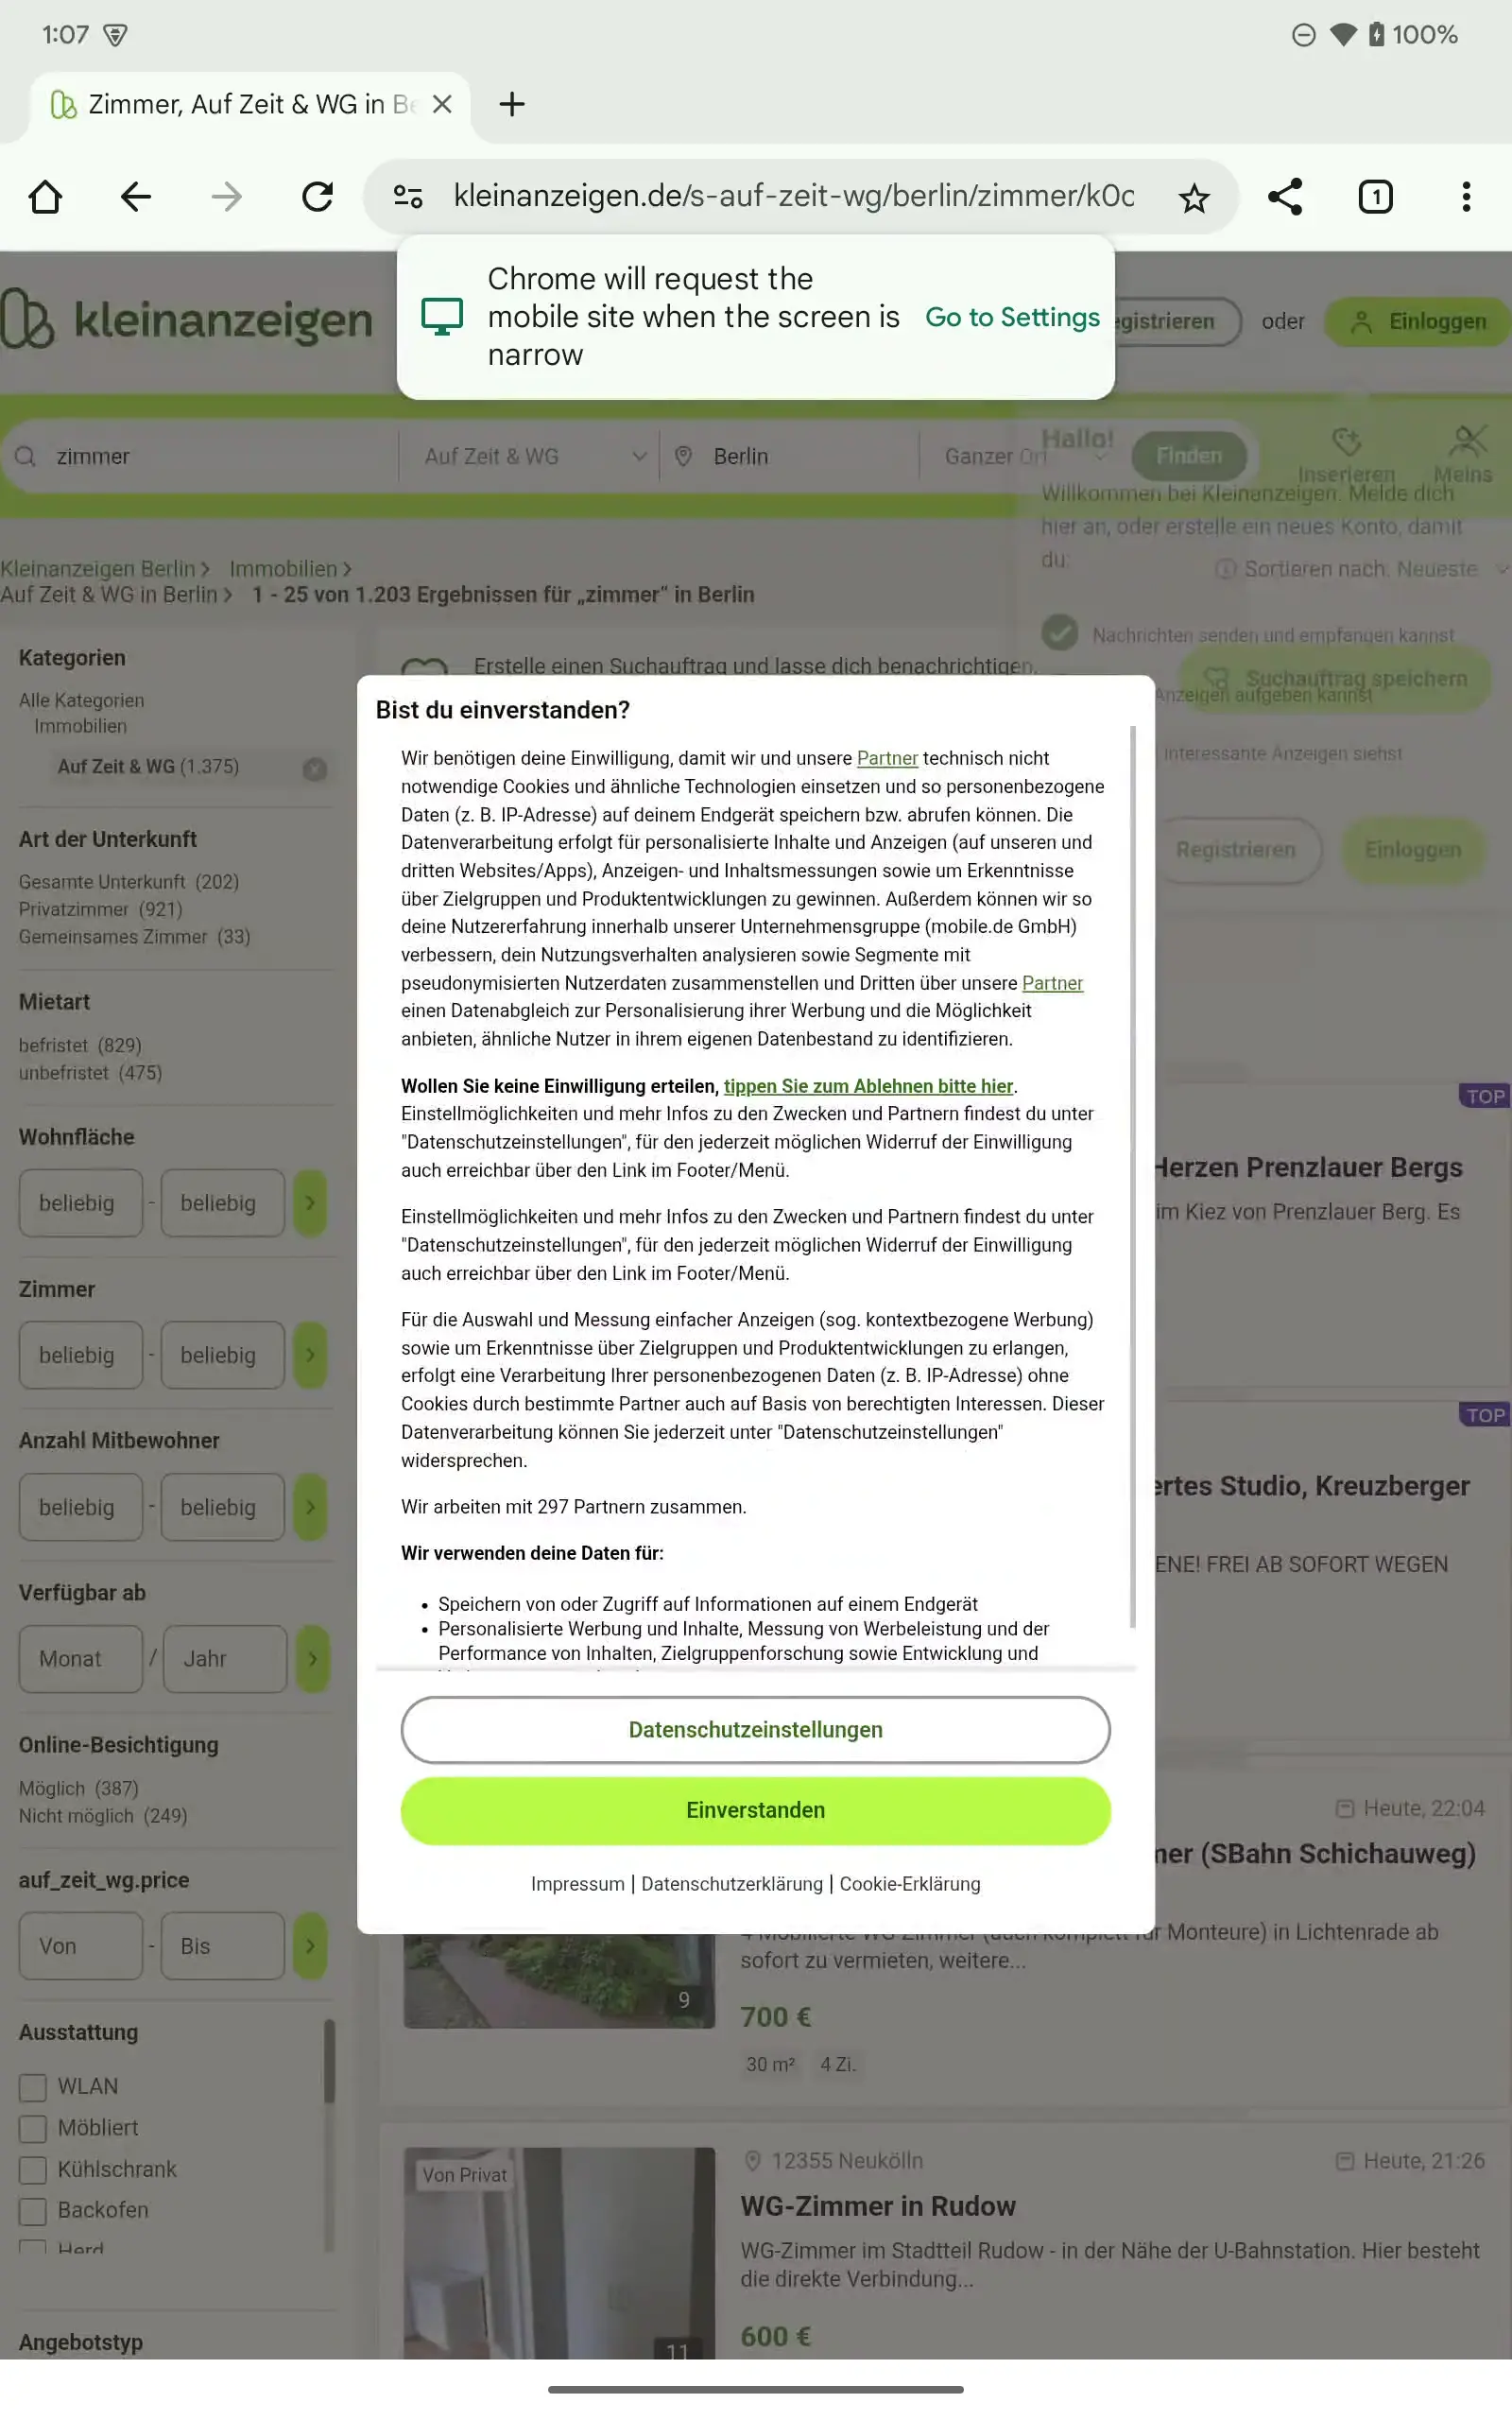 1:07
100%
Zimmer, Auf Zeit & WG in Be
kleinanzeigen.de/s-auf-zeit-wg/berlin/zimmer/k0c
1
Chrome will request the
mobile site when the screen is
narrow
Go to Settings
kleinanzeigen
egistrieren
oder
Einloggen
zimmer
Auf Zeit & WG
Berlin
Ganzer Ort
Finden
Inserieren
Meins
Hallo!
Willkommen bei Kleinanzeigen. Melde dich
hier an, oder erstelle ein neues Konto, damit
du:
Kleinanzeigen Berlin
Immobilien
Sortieren nach: Neueste
Auf Zeit & WG in Berlin
1 - 25 von 1.203 Ergebnissen für „zimmer“ in Berlin
Nachrichten senden und empfangen kannst
Kategorien
Erstelle einen Suchauftrag und lasse dich benachrichtigen,
Suchauftrag speichern
Anzeigen aufgeben kannst
interessante Anzeigen siehst
Registrieren
Einloggen
Alle Kategorien
Immobilien
Auf Zeit & WG (1.375)
Art der Unterkunft
Gesamte Unterkunft (202)
Privatzimmer (921)
Gemeinsames Zimmer (33)
Mietart
befristet (829)
unbefristet (475)
Wohnfläche
beliebig - beliebig
Zimmer
beliebig - beliebig
Anzahl Mitbewohner
beliebig - beliebig
Verfügbar ab
Monat / Jahr
Online-Besichtigung
Möglich (387)
Nicht möglich (249)
auf_zeit_wg.price
Von - Bis
Ausstattung
WLAN
Möbliert
Kühlschrank
Backofen
Herd
Angebotstyp
Bist du einverstanden?
Wir benötigen deine Einwilligung, damit wir und unsere Partner technisch nicht
notwendige Cookies und ähnliche Technologien einsetzen und so personenbezogene
Daten (z. B. IP-Adresse) auf deinem Endgerät speichern bzw. abrufen können. Die
Datenverarbeitung erfolgt für personalisierte Inhalte und Anzeigen (auf unseren und
dritten Websites/Apps), Anzeigen- und Inhaltsmessungen sowie um Erkenntnisse
über Zielgruppen und Produktentwicklungen zu gewinnen. Außerdem können wir so
deine Nutzererfahrung innerhalb unserer Unternehmensgruppe (mobile.de GmbH)
verbessern, dein Nutzungsverhalten analysieren sowie Segmente mit
pseudonymisierten Nutzerdaten zusammenstellen und Dritten über unsere Partner
einen Datenabgleich zur Personalisierung ihrer Werbung und die Möglichkeit
anbieten, ähnliche Nutzer in ihrem eigenen Datenbestand zu identifizieren.
Wollen Sie keine Einwilligung erteilen, tippen Sie zum Ablehnen bitte hier.
Einstellmöglichkeiten und mehr Infos zu den Zwecken und Partnern findest du unter
"Datenschutzeinstellungen", für den jederzeit möglichen Widerruf der Einwilligung
auch erreichbar über den Link im Footer/Menü.
Einstellmöglichkeiten und mehr Infos zu den Zwecken und Partnern findest du unter
"Datenschutzeinstellungen", für den jederzeit möglichen Widerruf der Einwilligung
auch erreichbar über den Link im Footer/Menü.
Für die Auswahl und Messung einfacher Anzeigen (sog. kontextbezogene Werbung)
sowie um Erkenntnisse über Zielgruppen und Produktentwicklungen zu erlangen,
erfolgt eine Verarbeitung Ihrer personenbezogenen Daten (z. B. IP-Adresse) ohne
Cookies durch bestimmte Partner auch auf Basis von berechtigten Interessen. Dieser
Datenverarbeitung können Sie jederzeit unter "Datenschutzeinstellungen"
widersprechen.
Wir arbeiten mit 297 Partnern zusammen.
Wir verwenden deine Daten für:
• Speichern von oder Zugriff auf Informationen auf einem Endgerät
• Personalisierte Werbung und Inhalte, Messung von Werbeleistung und der
Performance von Inhalten, Zielgruppenforschung sowie Entwicklung und
Datenschutzeinstellungen
Einverstanden
Impressum | Datenschutzerklärung | Cookie-Erklärung
TOP
Herzen Prenzlauer Bergs
im Kiez von Prenzlauer Berg. Es
TOP
ertes Studio, Kreuzberger
ENE! FREI AB SOFORT WEGEN
Heute, 22:04
mer (SBahn Schichauweg)
4 Mobilierte WG Zimmer (auch komplett für Monteure) in Lichtenrade ab
sofort zu vermieten, weitere...
9
700 €
30 m²
4 Zi.
Von Privat
12355 Neukölln
Heute, 21:26
WG-Zimmer in Rudow
WG-Zimmer im Stadtteil Rudow - in der Nähe der U-Bahnstation. Hier besteht
die direkte Verbindung...
600 €
11